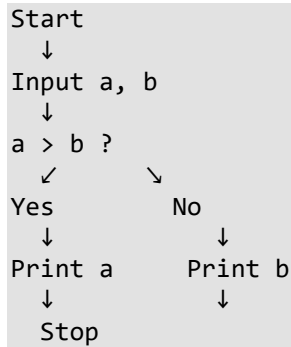 Start
↓
Input a, b
↓
a > b ?
↙ ↘
Yes No
↓ ↓
Print a Print b
↓ ↓
Stop